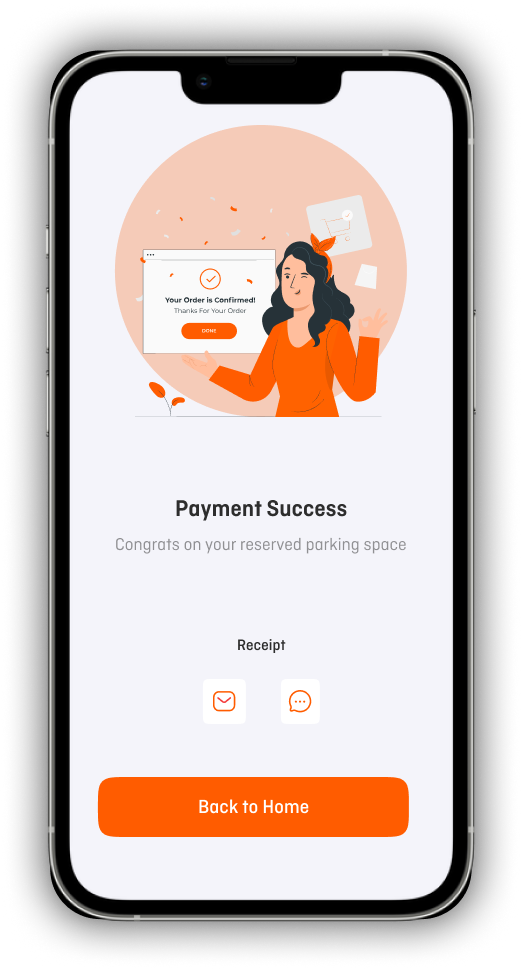 Your Order is Confirmed!
Thanks For Your Order
DONE
Payment Success
Congrats on your reserved parking space
Receipt
Back to Home